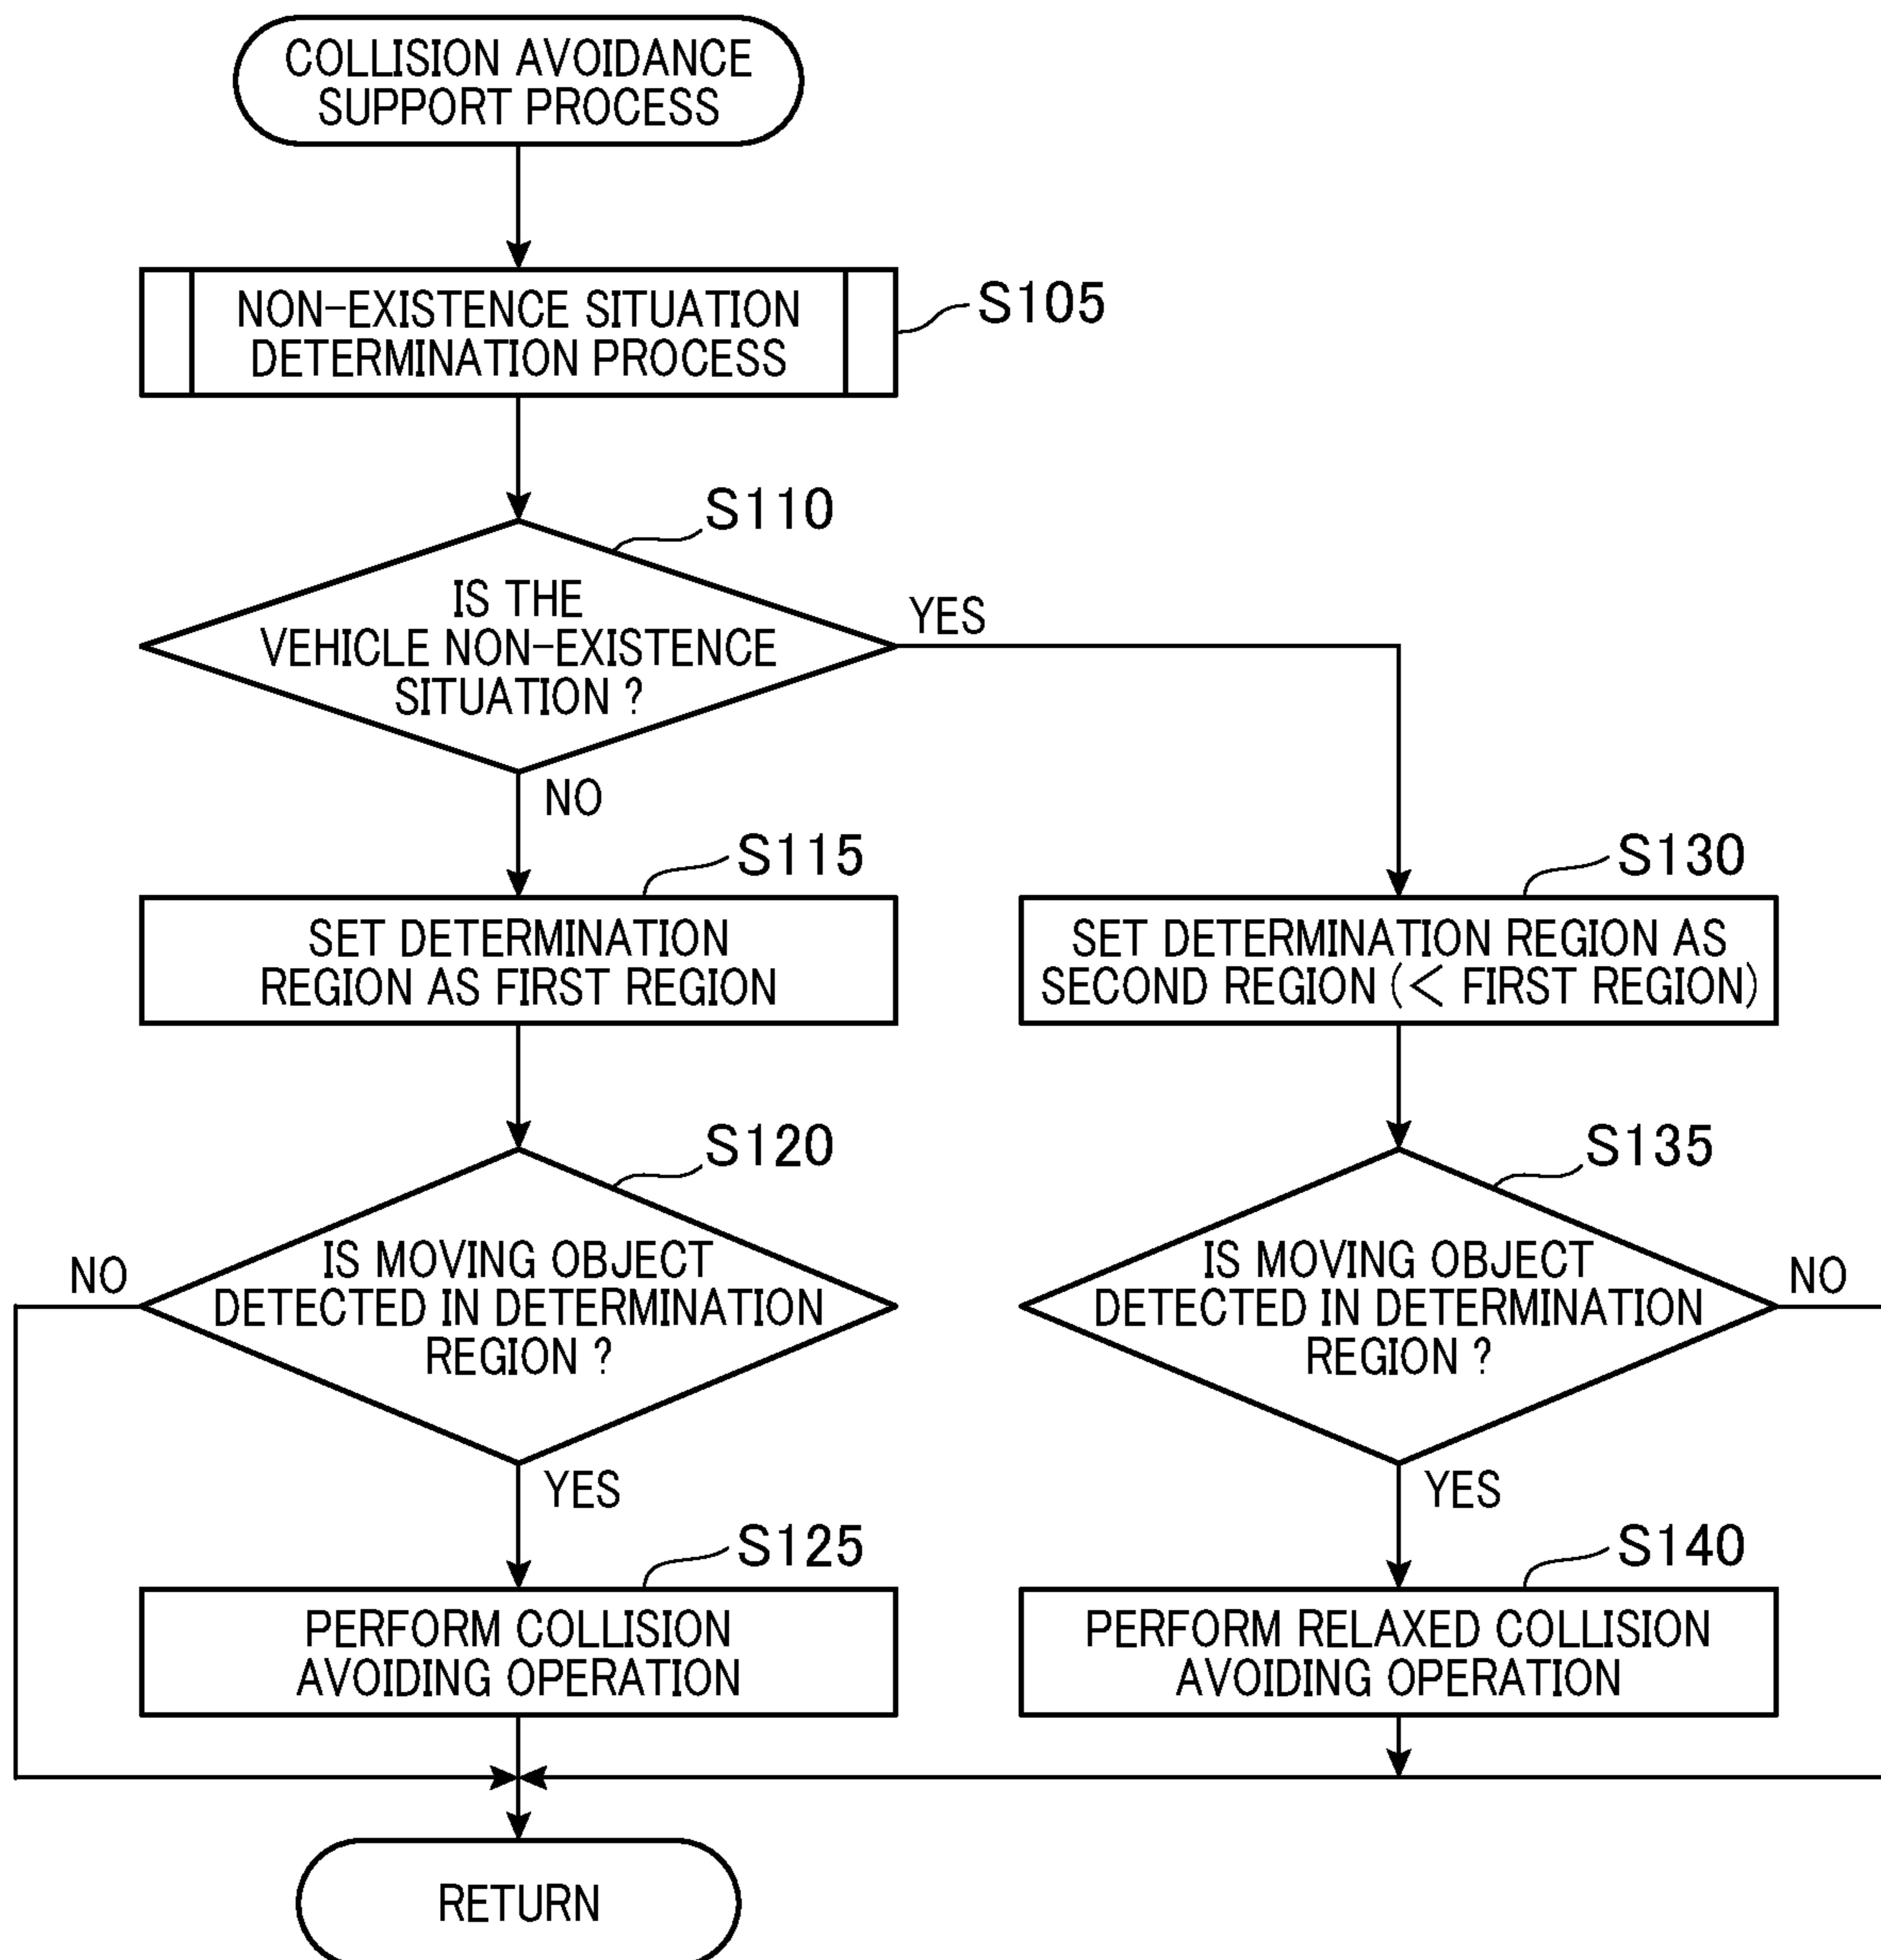 COLLISION AVOIDANCE
SUPPORT PROCESS
NON-EXISTENCE SITUATION
DETERMINATION PROCESS
S105
S110
IS THE
VEHICLE NON-EXISTENCE
SITUATION ?
YES
NO
S115
SET DETERMINATION
REGION AS FIRST REGION
S130
SET DETERMINATION REGION AS
SECOND REGION (< FIRST REGION)
S120
IS MOVING OBJECT
DETECTED IN DETERMINATION
REGION ?
NO
YES
S135
IS MOVING OBJECT
DETECTED IN DETERMINATION
REGION ?
NO
YES
S125
PERFORM COLLISION
AVOIDING OPERATION
S140
PERFORM RELAXED COLLISION
AVOIDING OPERATION
RETURN